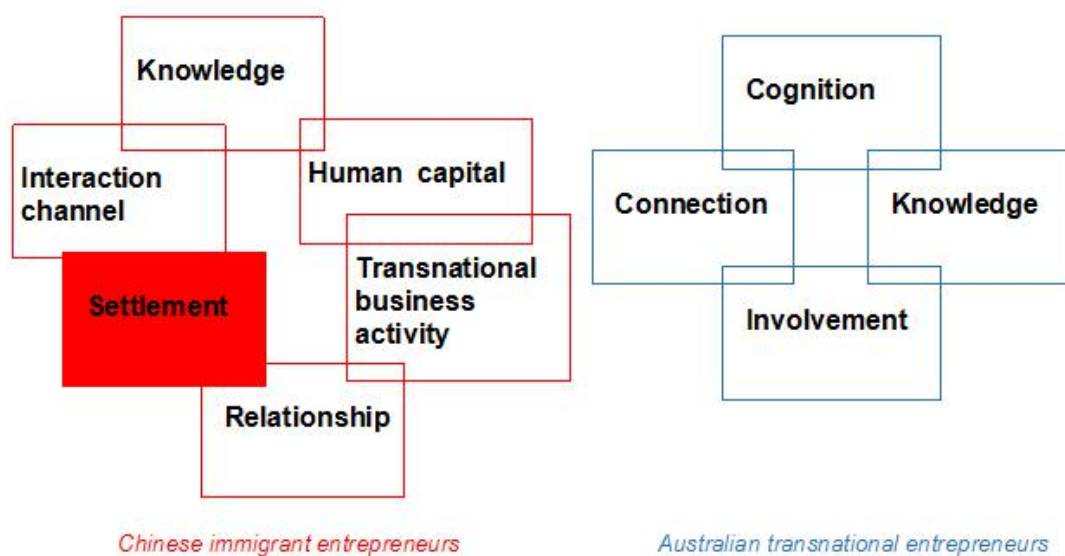 Knowledge
Interaction
channel
Human capital
Settlement
Transnational
business
activity
Relationship
Chinese immigrant entrepreneurs
Cognition
Connection
Knowledge
Involvement
Australian transnational entrepreneurs